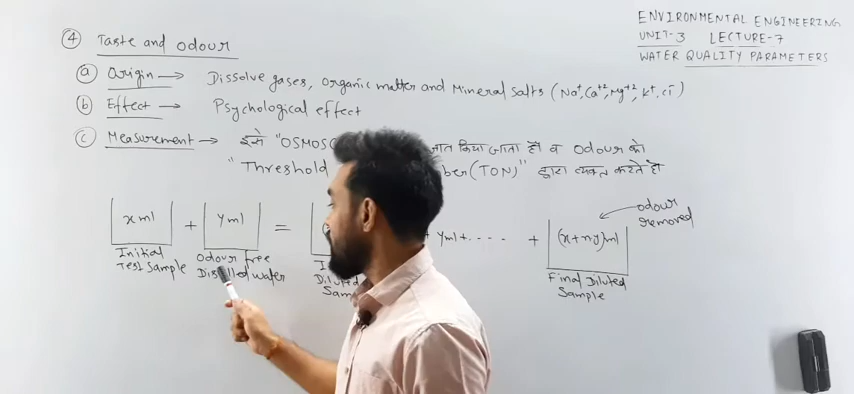 ENVIRONMENTAL ENGINEERING
UNIT-3 LECTURE-7
WATER QUALITY PARAMETERS
④ Taste and odour
ⓐ Origin → Dissolve gases, Organic matter and Mineral Salts (Na⁺, Ca⁺², Mg⁺², K⁺, Cl⁻)
ⓑ Effect → Psychological effect
ⓒ Measurement → इसे "OSMOS ज्ञात किया जाता है। व Odour को
"Threshold ber (TON)" द्वारा व्यक्त करते हैं
x ml + y ml = + y ml + .... + (x+ny) ml
odour removed
Initial Test Sample
Odour free Distilled Water
Diluted Sam
Final Diluted Sample